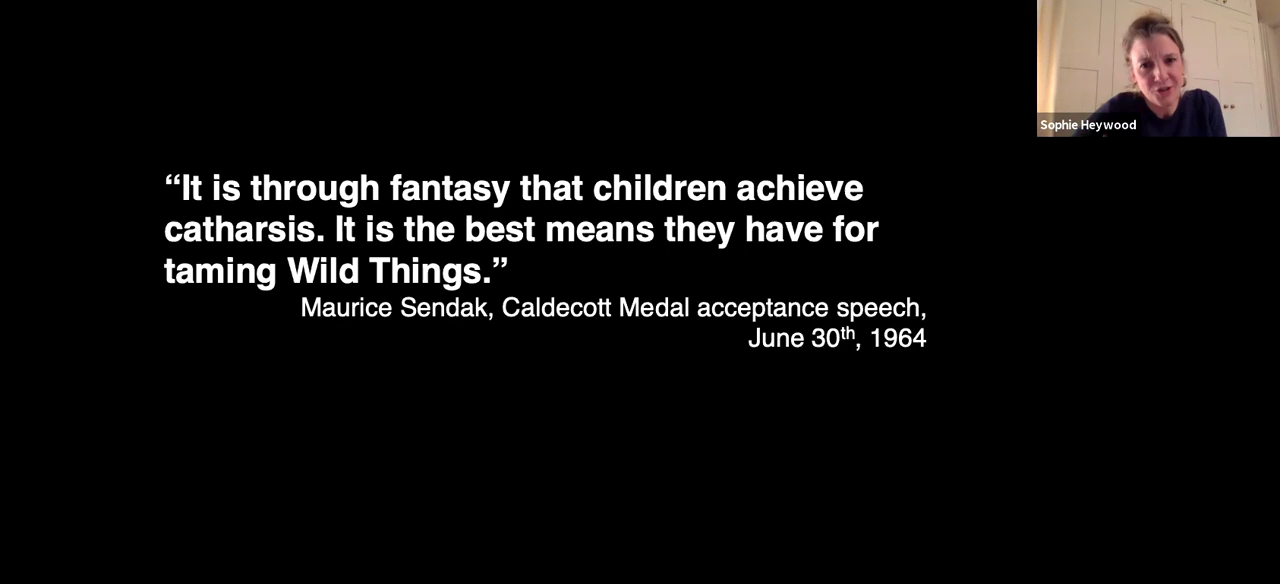 Sophie Heywood
“It is through fantasy that children achieve
catharsis. It is the best means they have for
taming Wild Things.”
Maurice Sendak, Caldecott Medal acceptance speech,
June 30th, 1964